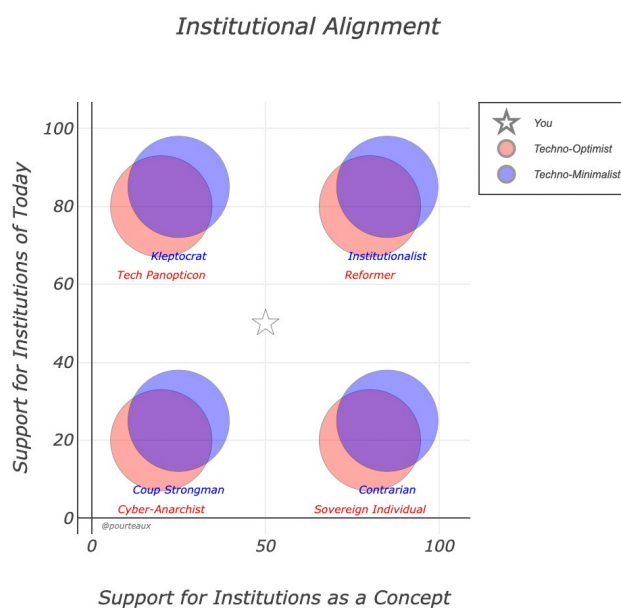 Institutional Alignment
You
Techno-Optimist
Techno-Minimalist
Support for Institutions of Today
100
80
60
40
20
0
Kleptocrat
Tech Panopticon
Institutionalist
Reformer
Coup Strongman
Cyber-Anarchist
Contrarian
Sovereign Individual
@pourteaux
0
50
100
Support for Institutions as a Concept